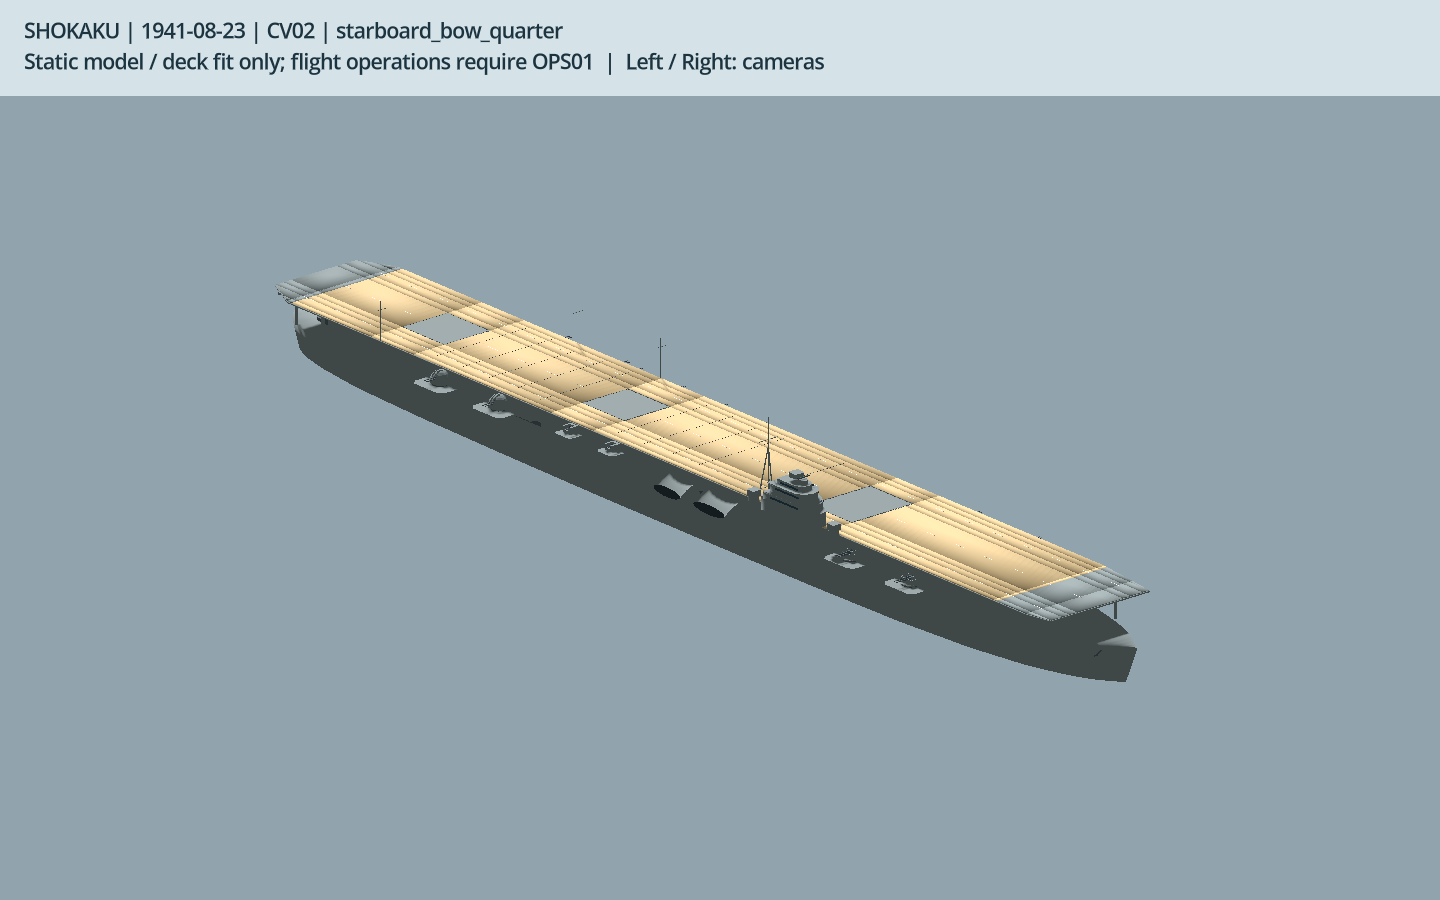 SHOKAKU | 1941-08-23 | CV02 | starboard_bow_quarter
Static model / deck fit only; flight operations require OPS01 | Left / Right: cameras